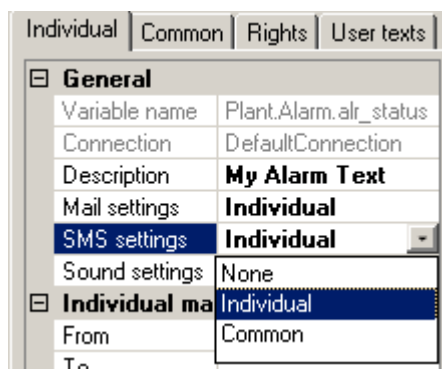 Individual Common Rights User texts
General
Variable name Plant.Alarm.alr_status
Connection DefaultConnection
Description My Alarm Text
Mail settings Individual
SMS settings Individual
Sound settings None
Individual ma Individual
From Common
To